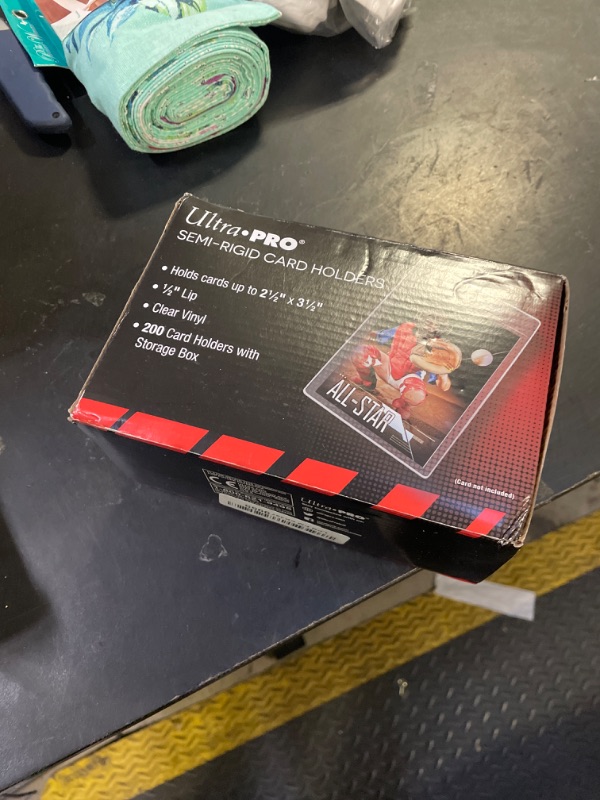 Ultra•PRO®
SEMI-RIGID CARD HOLDERS
• Holds cards up to 2½" x 3½"
• ½" Lip
• Clear Vinyl
• 200 Card Holders with
Storage Box
ALL-STAR
(Card not included)
CE
Ultra•PRO